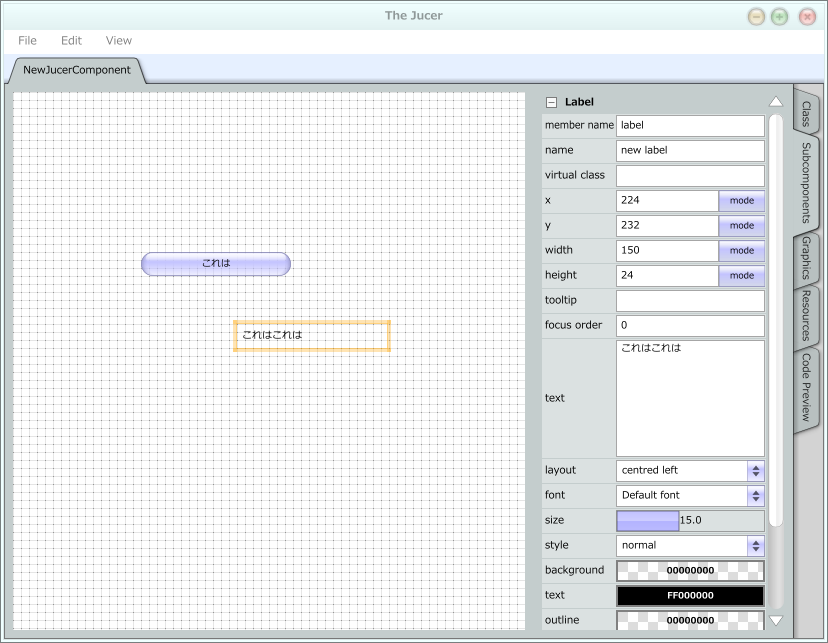 The Jucer
File Edit View
NewJucerComponent
これは
これはこれは
Label
member name label
name new label
virtual class
x 224 mode
y 232 mode
width 150 mode
height 24 mode
tooltip
focus order 0
text これはこれは
layout centred left
font Default font
size 15.0
style normal
background 00000000
text FF000000
outline 00000000
Class
Subcomponents
Graphics
Resources
Code Preview